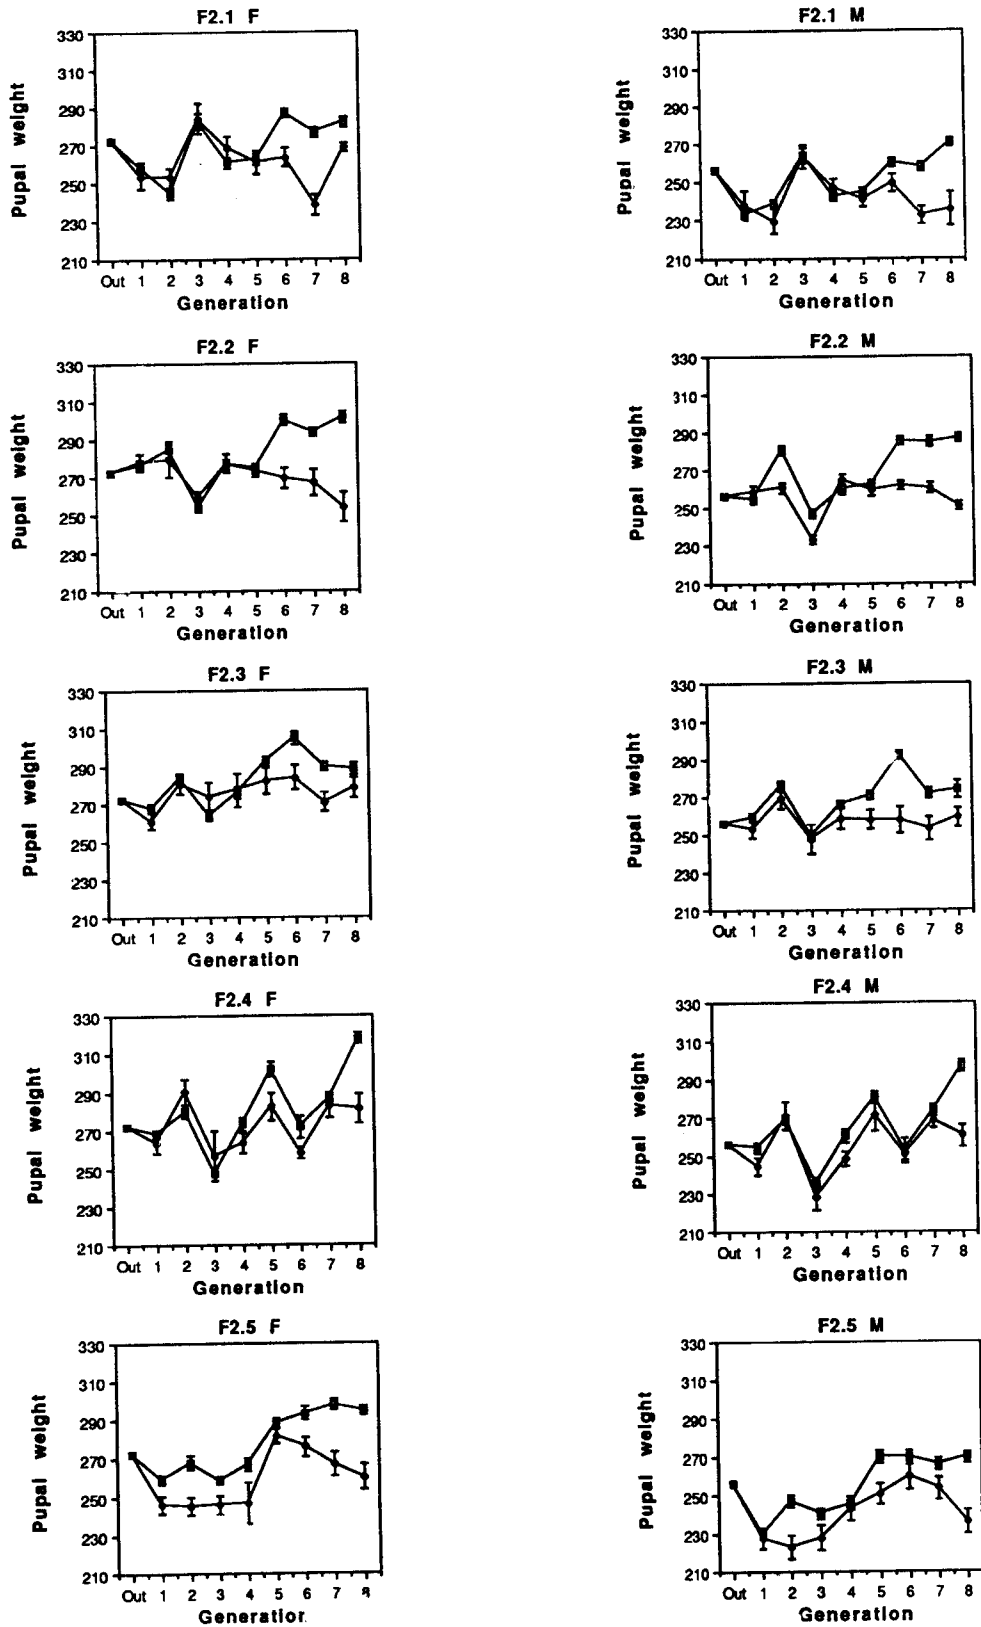 F2.1 F
330
310
290
270
250
230
210
Pupal weight
Out 1 2 3 4 5 6 7 8
Generation
F2.1 M
330
310
290
270
250
230
210
Pupal weight
Out 1 2 3 4 5 6 7 8
Generation
F2.2 F
330
310
290
270
250
230
210
Pupal weight
Out 1 2 3 4 5 6 7 8
Generation
F2.2 M
330
310
290
270
250
230
210
Pupal weight
Out 1 2 3 4 5 6 7 8
Generation
F2.3 F
330
310
290
270
250
230
210
Pupal weight
Out 1 2 3 4 5 6 7 8
Generation
F2.3 M
330
310
290
270
250
230
210
Pupal weight
Out 1 2 3 4 5 6 7 8
Generation
F2.4 F
330
310
290
270
250
230
210
Pupal weight
Out 1 2 3 4 5 6 7 8
Generation
F2.4 M
330
310
290
270
250
230
210
Pupal weight
Out 1 2 3 4 5 6 7 8
Generation
F2.5 F
330
310
290
270
250
230
210
Pupal weight
Out 1 2 3 4 5 6 7 8
Generation
F2.5 M
330
310
290
270
250
230
210
Pupal weight
Out 1 2 3 4 5 6 7 8
Generation